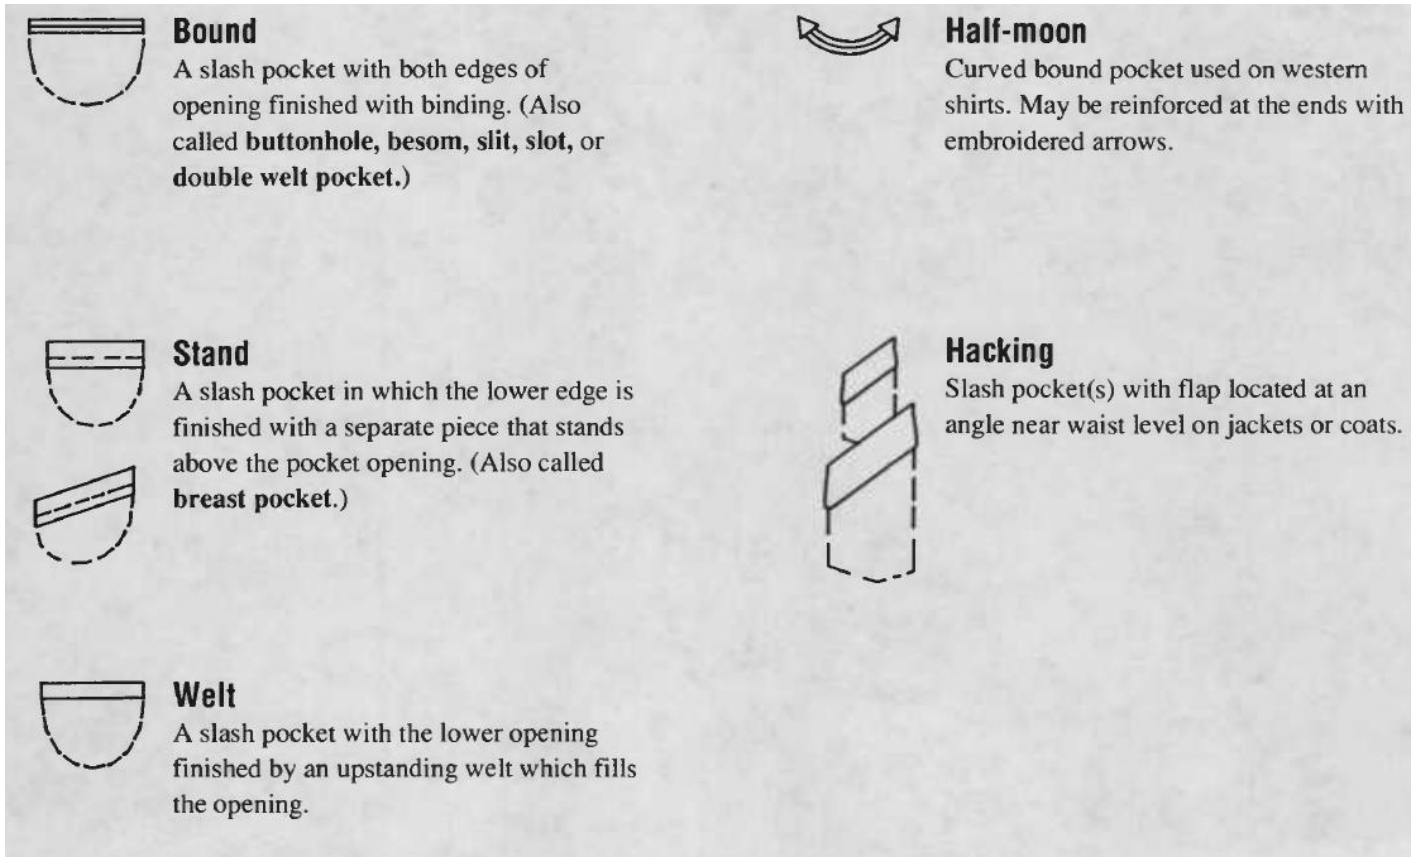 Bound
A slash pocket with both edges of
opening finished with binding. (Also
called buttonhole, besom, slit, slot, or
double welt pocket.)
Stand
A slash pocket in which the lower edge is
finished with a separate piece that stands
above the pocket opening. (Also called
breast pocket.)
Welt
A slash pocket with the lower opening
finished by an upstanding welt which fills
the opening.
Half-moon
Curved bound pocket used on western
shirts. May be reinforced at the ends with
embroidered arrows.
Hacking
Slash pocket(s) with flap located at an
angle near waist level on jackets or coats.